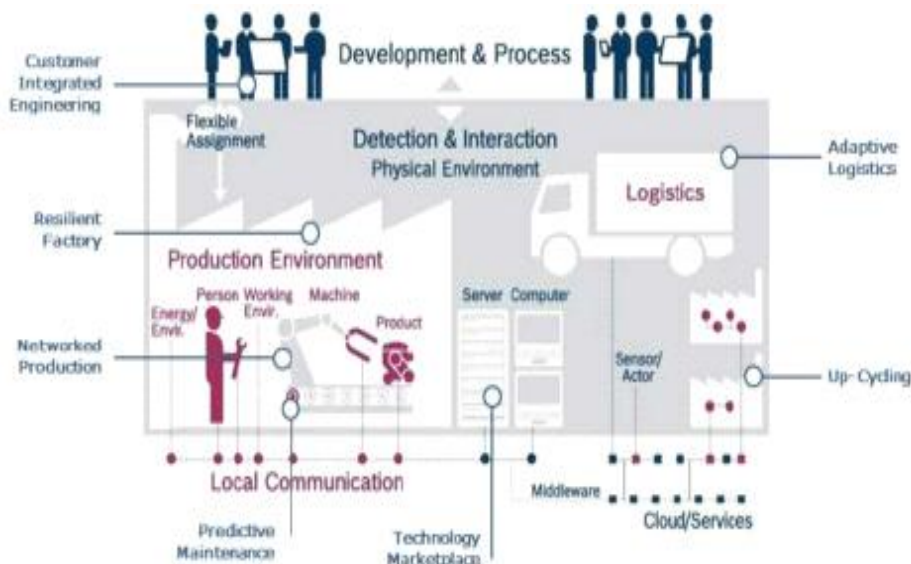 Development & Process
Customer
Integrated
Engineering
Flexible
Assignment
Detection & Interaction
Physical Environment
Adaptive
Logistics
Logistics
Resilient
Factory
Production Environment
Person
Working
Envir.
Machine
Energy/
Envir.
Product
Server
Computer
Networked
Production
Sensor/
Actor
Up-Cycling
Local Communication
Middleware
Cloud/Services
Predictive
Maintenance
Technology
Marketplace